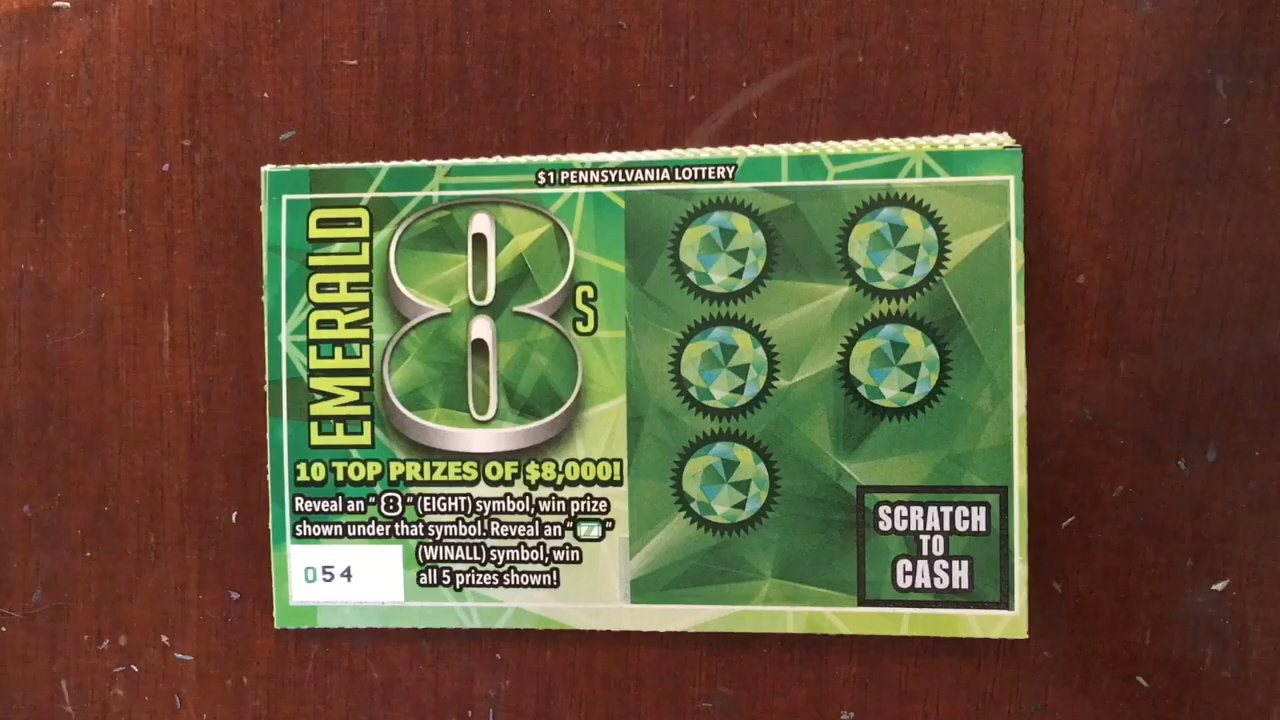 $1 PENNSYLVANIA LOTTERY
EMERALD
8
S
10 TOP PRIZES OF $8,000!
Reveal an "8" (EIGHT) symbol, win prize
shown under that symbol. Reveal an " "
(WINALL) symbol, win
all 5 prizes shown!
054
SCRATCH
TO
CASH